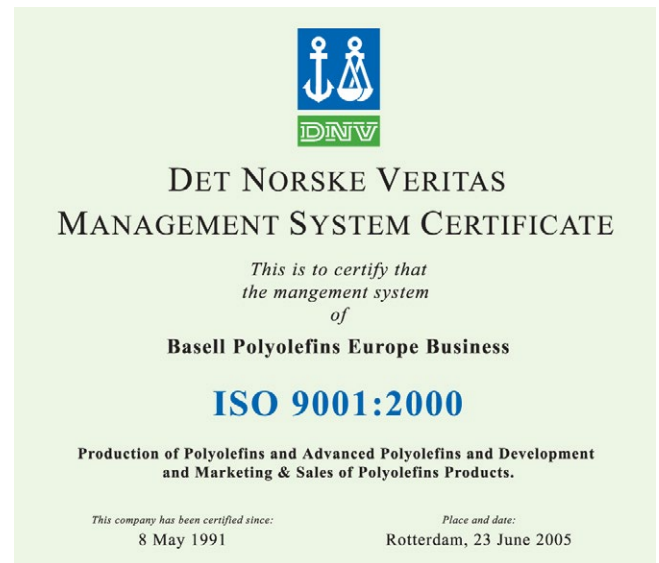 DNV
DET NORSKE VERITAS
MANAGEMENT SYSTEM CERTIFICATE
This is to certify that
the mangement system
of
Basell Polyolefins Europe Business
ISO 9001:2000
Production of Polyolefins and Advanced Polyolefins and Development
and Marketing & Sales of Polyolefins Products.
This company has been certified since:
8 May 1991
Place and date:
Rotterdam, 23 June 2005